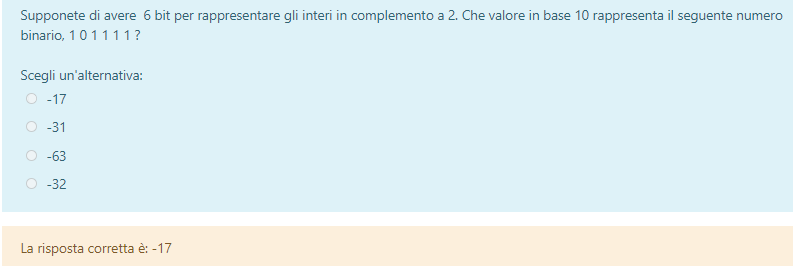 Supponete di avere 6 bit per rappresentare gli interi in complemento a 2. Che valore in base 10 rappresenta il seguente numero
binario, 1 0 1 1 1 1 ?
Scegli un'alternativa:
-17
-31
-63
-32
La risposta corretta è: -17